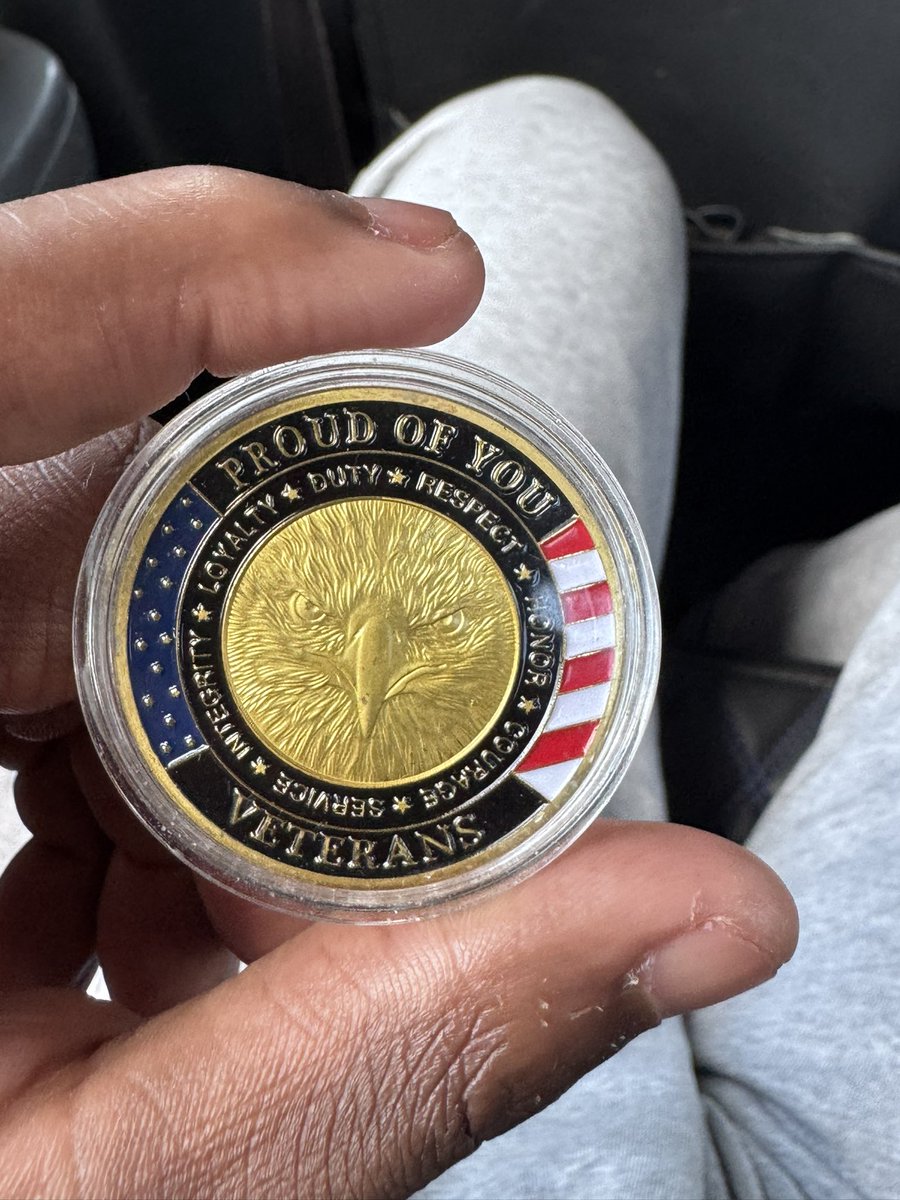 PROUD OF YOU
LOYALTY ★ DUTY ★ RESPECT ★ HONOR ★ COURAGE ★ SERVICE ★ INTEGRITY ★
VETERANS